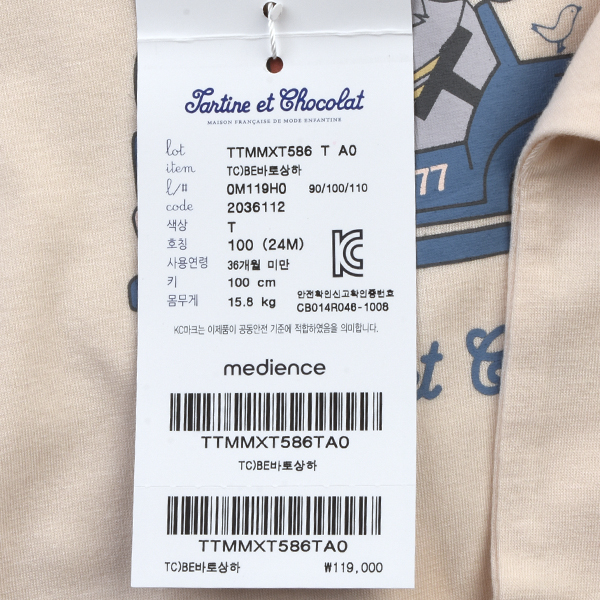 Tartine et Chocolat
MAISON FRANÇAISE DE MODE ENFANTINE
lot TTMMXT586 T A0
item TC)BE바로상하
l/# 0M119H0 90/100/110
code 2036112
색상 T
호칭 100 (24M)
사용연령 36개월 미만
키 100 cm
몸무게 15.8 kg
안전확인신고확인증번호
CB014R046-1008
KC마크는 이제품이 공동안전 기준에 적합하였음을 의미합니다.
medience
TTMMXT586TA0
TC)BE바로상하
TTMMXT586TA0
TC)BE바로상하 ₩119,000
77